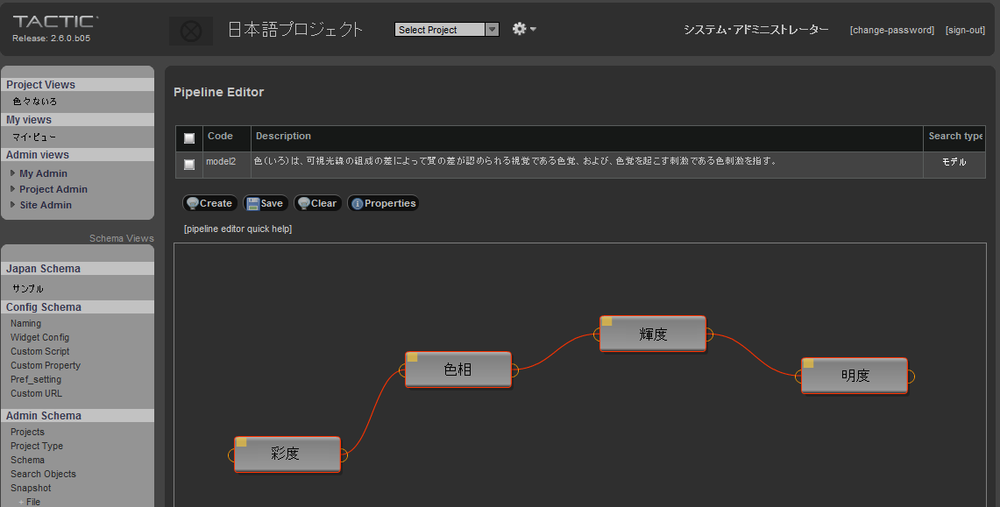 TACTIC
Release: 2.6.0.b05
日本語プロジェクト
Select Project
システム・アドミニストレーター
[change-password]
[sign-out]
Project Views
色々ないろ
My views
マイ・ビュー
Admin views
My Admin
Project Admin
Site Admin
Schema Views
Japan Schema
サンプル
Config Schema
Naming
Widget Config
Custom Script
Custom Property
Pref_setting
Custom URL
Admin Schema
Projects
Project Type
Schema
Search Objects
Snapshot
File
Pipeline Editor
Code Description Search type
model2 色(いろ)は、可視光線の組成の差によって質の差が認められる視覚である色覚、および、色覚を起こす刺激である色刺激を指す。 モデル
Create Save Clear Properties
[pipeline editor quick help]
輝度
色相
明度
彩度